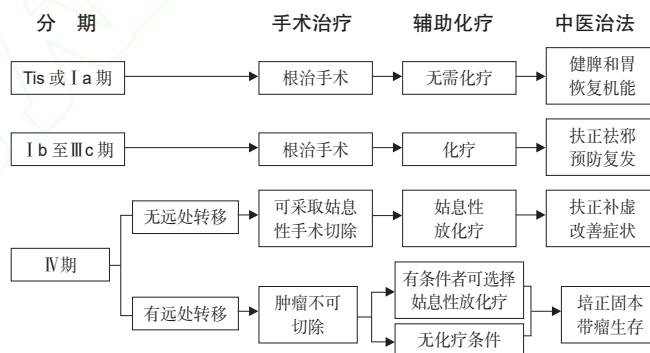 分 期 手术治疗 辅助化疗 中医治法
Tis 或Ⅰa 期 根治手术 无需化疗 健脾和胃
恢复机能
Ⅰb 至Ⅲc 期 根治手术 化疗 扶正祛邪
预防复发
无远处转移 可采取姑息
性手术切除 姑息性
放化疗 扶正补虚
改善症状
Ⅳ期
有远处转移 肿瘤不可
切除 有条件者可选择
姑息性放化疗
无化疗条件 培正固本
带瘤生存